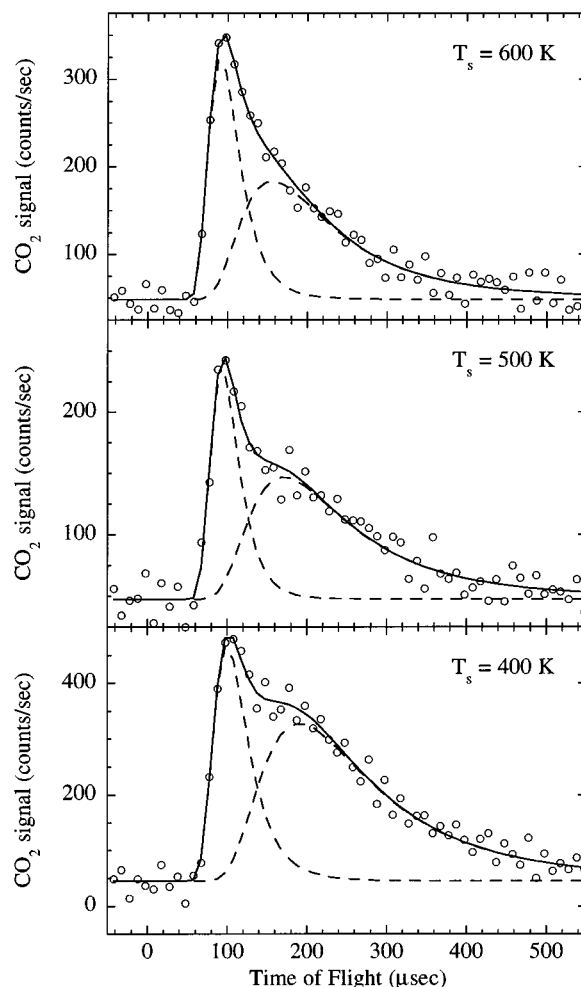 T_s = 600 K
CO₂ signal (counts/sec)
300
200
100
T_s = 500 K
CO₂ signal (counts/sec)
200
100
T_s = 400 K
CO₂ signal (counts/sec)
400
200
0
0 100 200 300 400 500
Time of Flight (μsec)